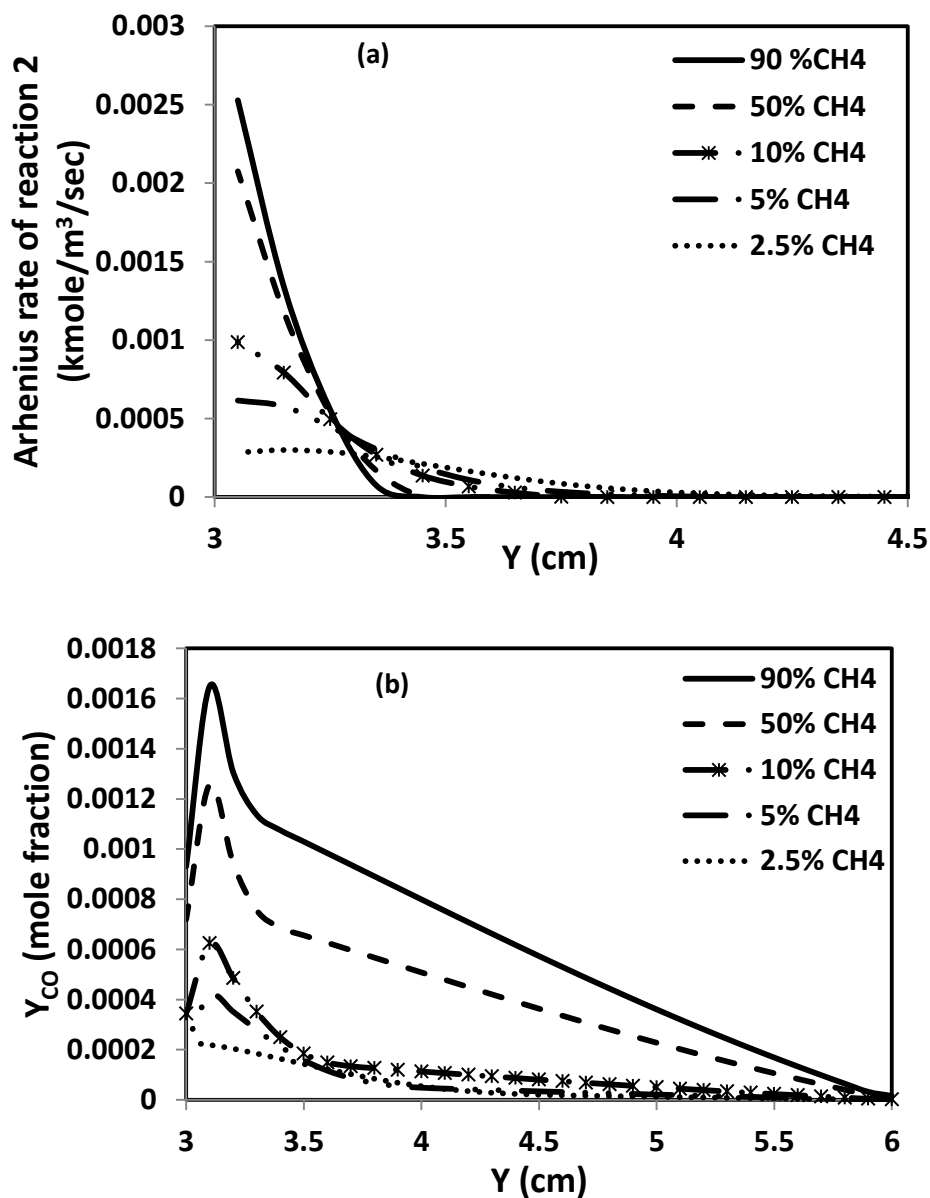 Arhenius rate of reaction 2
(kmole/m³/sec)
0.003
0.0025
0.002
0.0015
0.001
0.0005
0
(a)
90 %CH4
50% CH4
10% CH4
5% CH4
2.5% CH4
3
3.5
4
4.5
Y (cm)
Y_CO (mole fraction)
0.0018
0.0016
0.0014
0.0012
0.001
0.0008
0.0006
0.0004
0.0002
0
(b)
90% CH4
50% CH4
10% CH4
5% CH4
2.5% CH4
3
3.5
4
4.5
5
5.5
6
Y (cm)